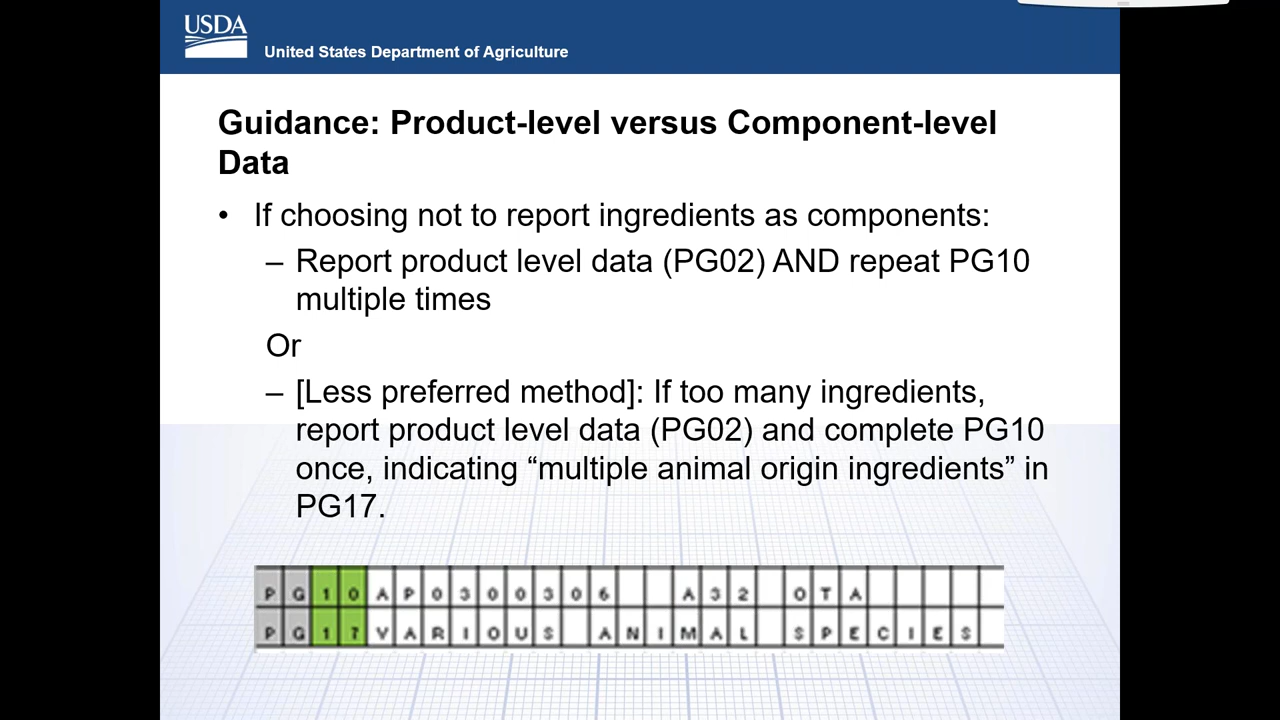 USDA
United States Department of Agriculture
Guidance: Product-level versus Component-level
Data
• If choosing not to report ingredients as components:
– Report product level data (PG02) AND repeat PG10
multiple times
Or
– [Less preferred method]: If too many ingredients,
report product level data (PG02) and complete PG10
once, indicating “multiple animal origin ingredients” in
PG17.
PG10AP0300306 A32 OTA
PG17VARIOUS ANIMAL SPECIES